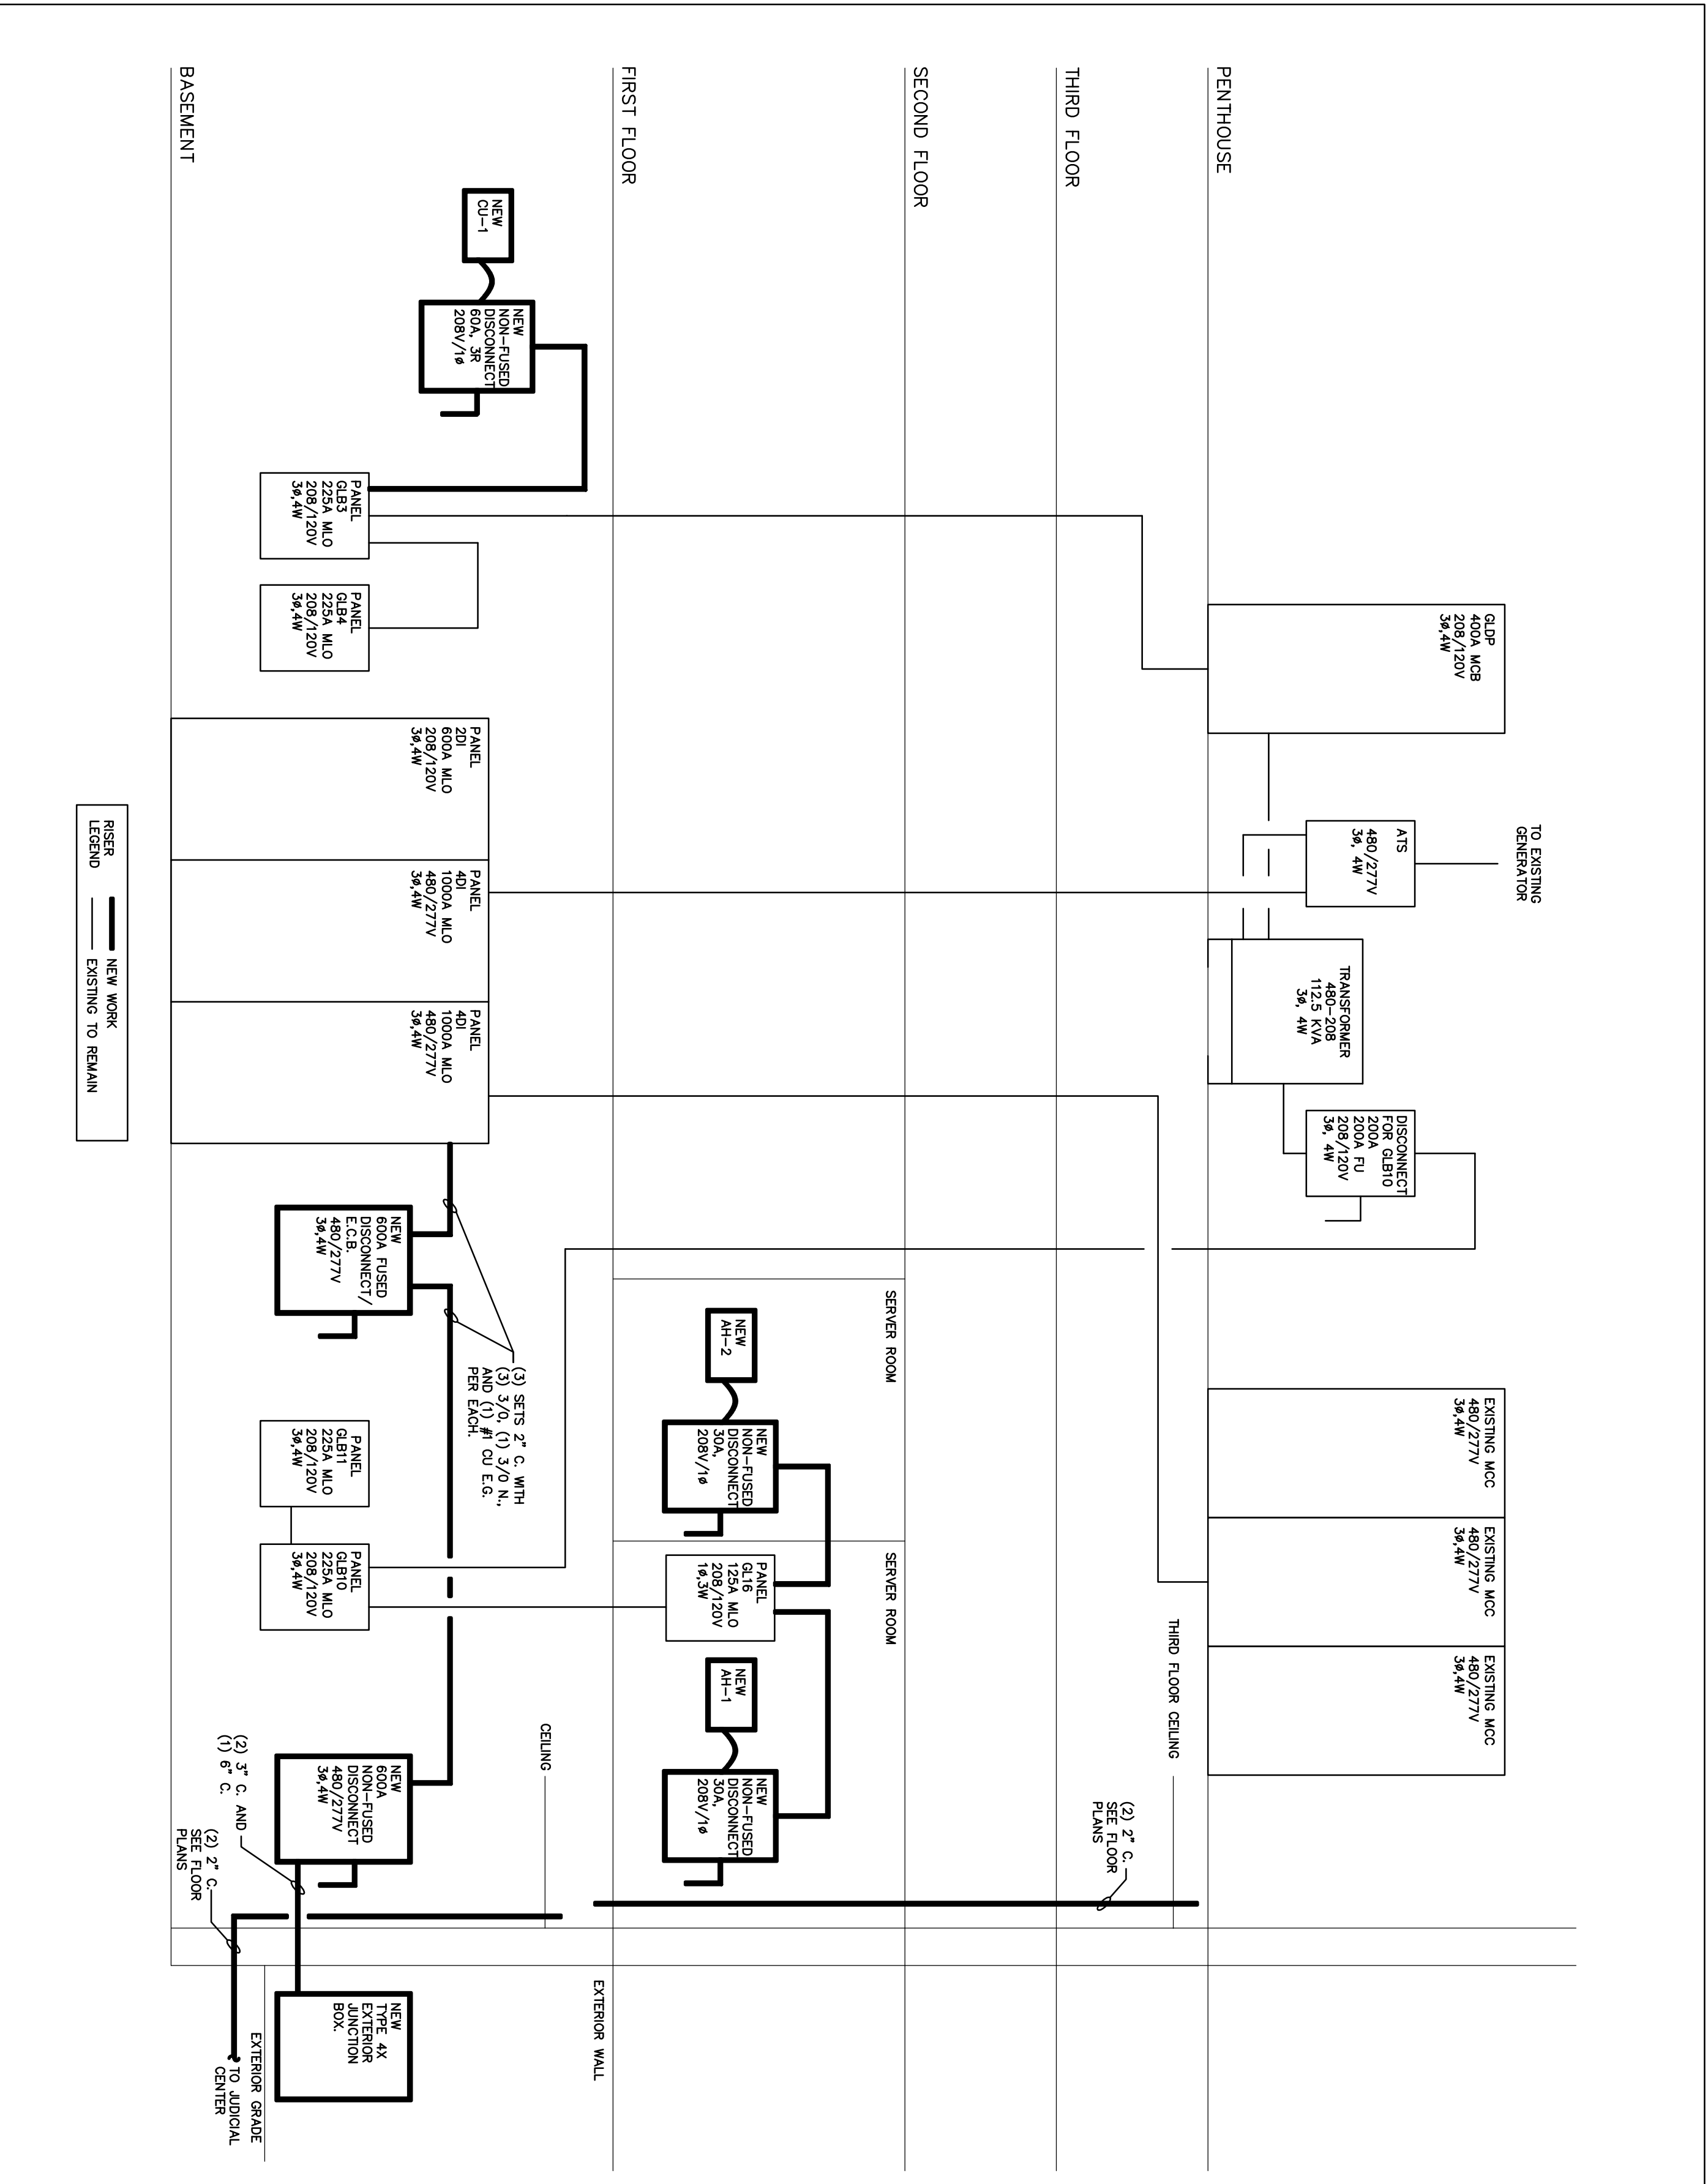 TO EXISTING
GENERATOR
GLDP
400A MCB
208/120V
3ø,4W
ATS
480/277V
3ø, 4W
TRANSFORMER
480-208
112.5 KVA
3ø, 4W
DISCONNECT
FOR GLB10
200A
200A FU
208/120V
3ø, 4W
EXISTING MCC
480/277V
3ø,4W
EXISTING MCC
480/277V
3ø,4W
EXISTING MCC
480/277V
3ø,4W
PENTHOUSE
THIRD FLOOR CEILING
(2) 2" C.
SEE FLOOR
PLANS
THIRD FLOOR
SECOND FLOOR
SERVER ROOM
SERVER ROOM
NEW
AH-2
NEW
NON-FUSED
DISCONNECT
30A,
208V/1ø
PANEL
GL16
125A MLO
208/120V
1ø,3W
NEW
AH-1
NEW
NON-FUSED
DISCONNECT
30A,
208V/1ø
FIRST FLOOR
EXTERIOR WALL
CEILING
NEW
CU-1
NEW
NON-FUSED
DISCONNECT
60A, 3R
208V/1ø
PANEL
GLB3
225A MLO
208/120V
3ø,4W
PANEL
GLB4
225A MLO
208/120V
3ø,4W
PANEL
2DI
600A MLO
208/120V
3ø,4W
PANEL
4DI
1000A MLO
480/277V
3ø,4W
PANEL
4DI
1000A MLO
480/277V
3ø,4W
(3) SETS 2" C. WITH
(3) 3/0, (1) 3/0 N.,
AND (1) #1 CU E.G.
PER EACH.
NEW
600A FUSED
DISCONNECT/
E.C.B.
480/277V
3ø,4W
PANEL
GLB11
225A MLO
208/120V
3ø,4W
PANEL
GLB10
225A MLO
208/120V
3ø,4W
NEW
600A
NON-FUSED
DISCONNECT
480/277V
3ø,4W
NEW
TYPE 4X
EXTERIOR
JUNCTION
BOX.
(2) 3" C. AND
(1) 6" C.
(2) 2" C.
SEE FLOOR
PLANS
EXTERIOR GRADE
TO JUDICIAL
CENTER
BASEMENT
RISER
LEGEND
NEW WORK
EXISTING TO REMAIN